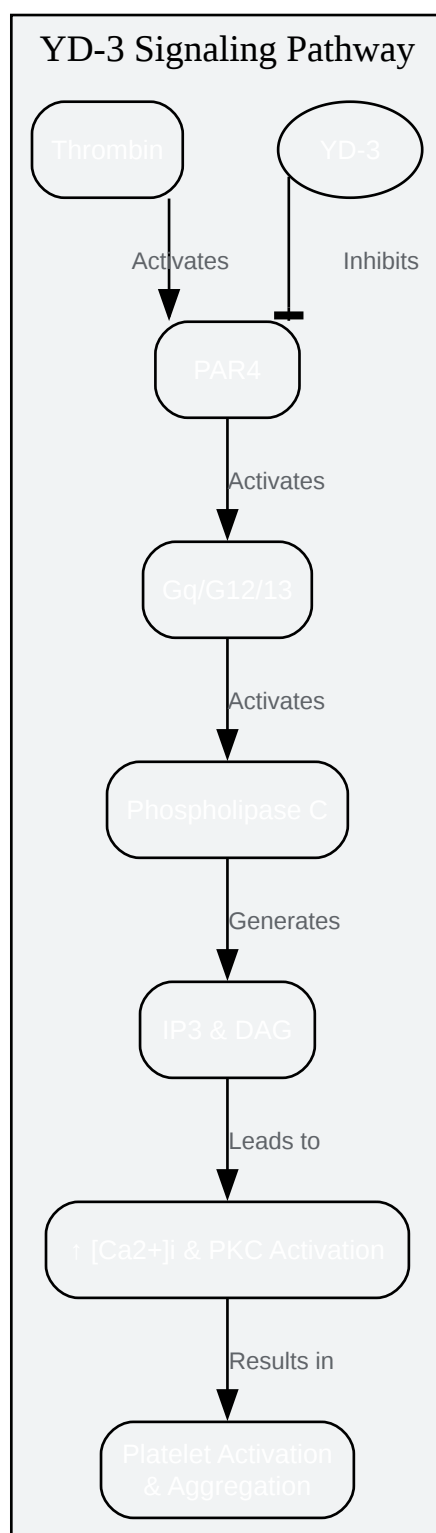 YD-3 Signaling Pathway
Thrombin
YD-3
Activates
Inhibits
PAR4
Activates
Gq/G12/13
Activates
Phospholipase C
Generates
IP3 & DAG
Leads to
↑ [Ca2+]i & PKC Activation
Results in
Platelet Activation
& Aggregation